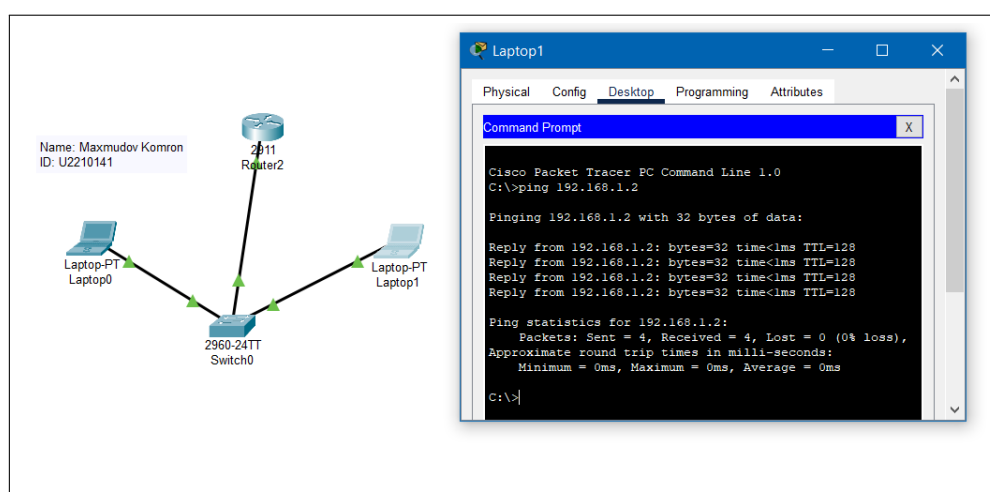 Name: Maxmudov Komron
ID: U2210141
2911
Router2
Laptop-PT
Laptop0
Laptop-PT
Laptop1
2960-24TT
Switch0
Laptop1
Physical Config Desktop Programming Attributes
Command Prompt
X
Cisco Packet Tracer PC Command Line 1.0
C:\>ping 192.168.1.2
Pinging 192.168.1.2 with 32 bytes of data:
Reply from 192.168.1.2: bytes=32 time<1ms TTL=128
Reply from 192.168.1.2: bytes=32 time<1ms TTL=128
Reply from 192.168.1.2: bytes=32 time<1ms TTL=128
Reply from 192.168.1.2: bytes=32 time<1ms TTL=128
Ping statistics for 192.168.1.2:
Packets: Sent = 4, Received = 4, Lost = 0 (0% loss),
Approximate round trip times in milli-seconds:
Minimum = 0ms, Maximum = 0ms, Average = 0ms
C:\>